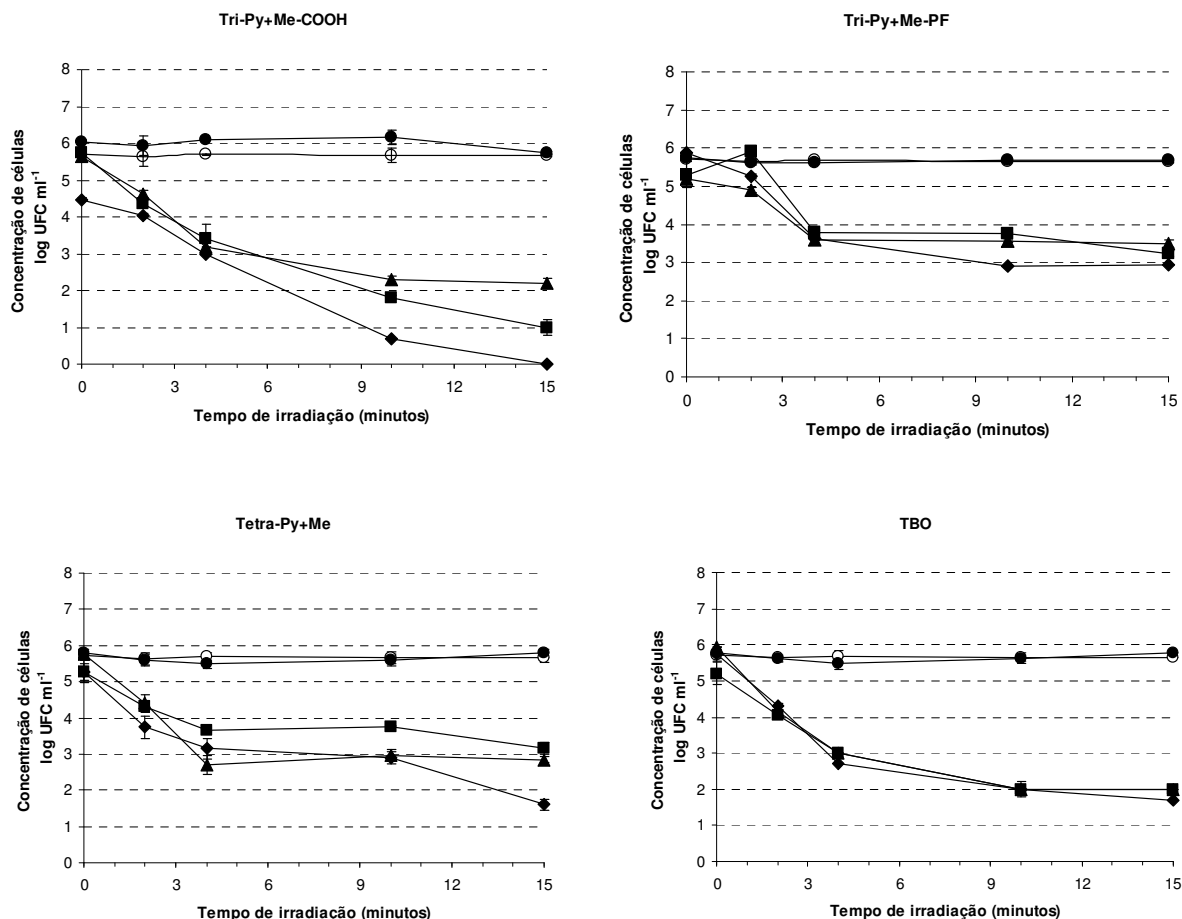 Tri-Py+Me-COOH
Concentração de células
log UFC ml-1
8
7
6
5
4
3
2
1
0
0 3 6 9 12 15
Tempo de irradiação (minutos)
Tri-Py+Me-PF
Concentração de células
log UFC ml-1
8
7
6
5
4
3
2
1
0
0 3 6 9 12 15
Tempo de irradiação (minutos)
Tetra-Py+Me
Concentração de células
log UFC ml-1
8
7
6
5
4
3
2
1
0
0 3 6 9 12 15
Tempo de irradiação (minutos)
TBO
Concentração de células
log UFC ml-1
8
7
6
5
4
3
2
1
0
0 3 6 9 12 15
Tempo de irradiação (minutos)